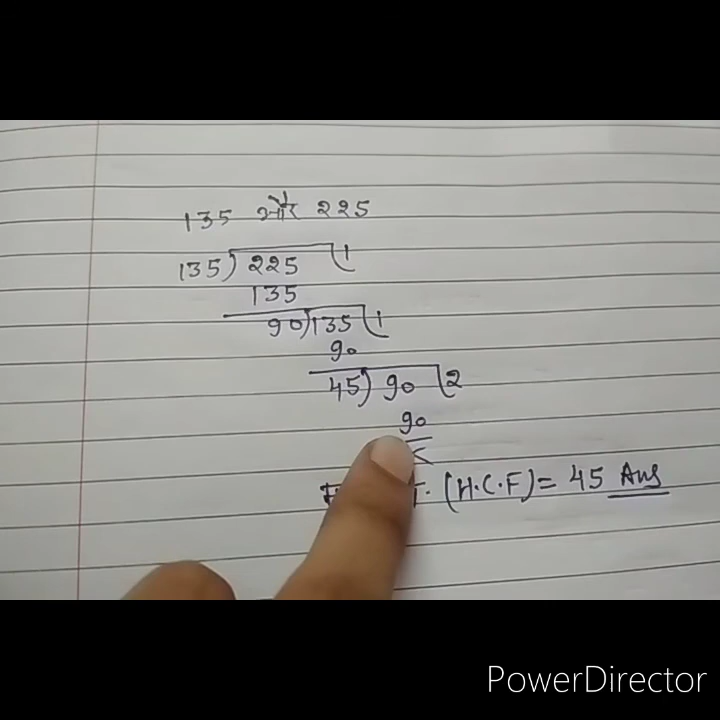 135 और 225
135) 225 (1
135
90) 135 (1
90
45) 90 (2
90
×
(H.C.F) = 45 Ans
PowerDirector